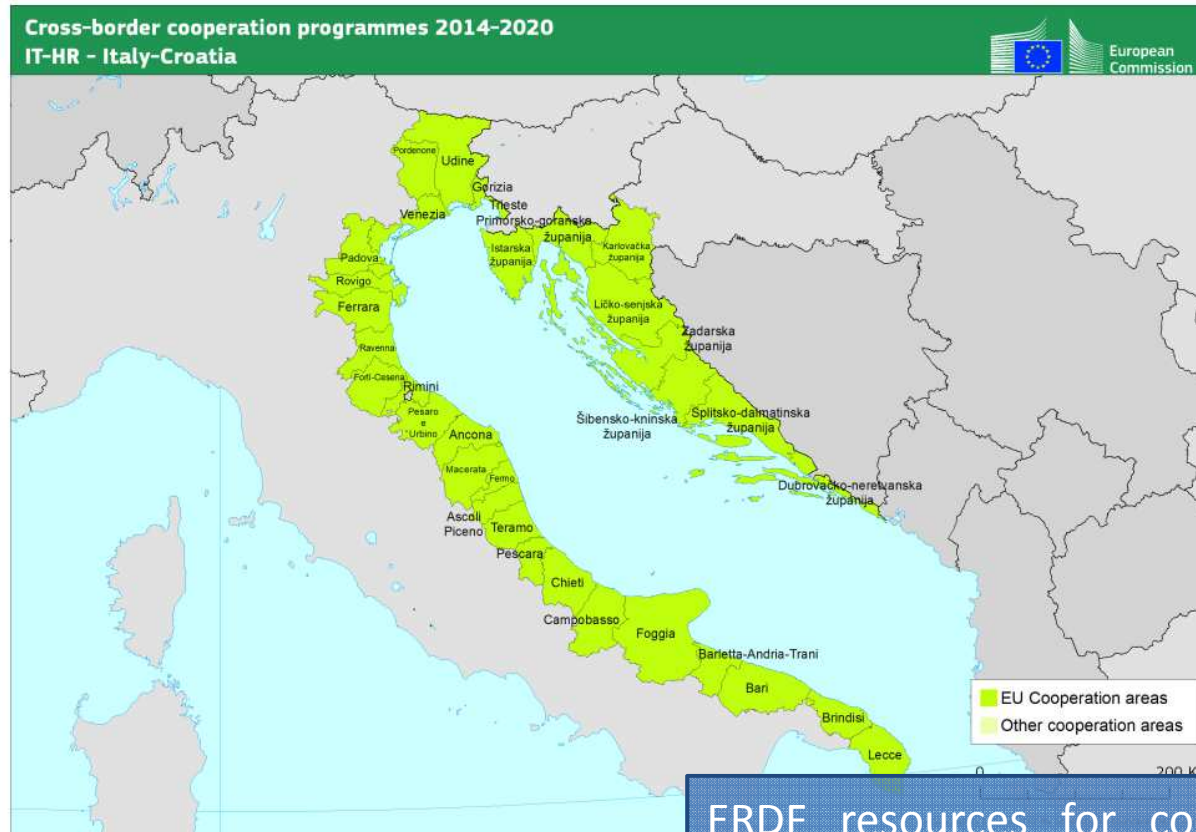 Cross-border cooperation programmes 2014-2020
IT-HR - Italy-Croatia
European
Commission
Pordenone
Udine
Gorizia
Trieste
Venezia
Primorsko-goranska
županija
Istarska
županija
Karlovačka
županija
Padova
Rovigo
Ferrara
Ličko-senjska
županija
Ravenna
Zadarska
županija
Forlì-Cesena
Rimini
Pesaro
e
Urbino
Ancona
Šibensko-kninska
županija
Splitsko-dalmatinska
županija
Macerata
Fermo
Dubrovačko-neretvanska
županija
Ascoli
Piceno
Teramo
Pescara
Chieti
Campobasso
Foggia
Barletta-Andria-Trani
Bari
Brindisi
Lecce
EU Cooperation areas
Other cooperation areas
0 200 K
ERDF resources for co